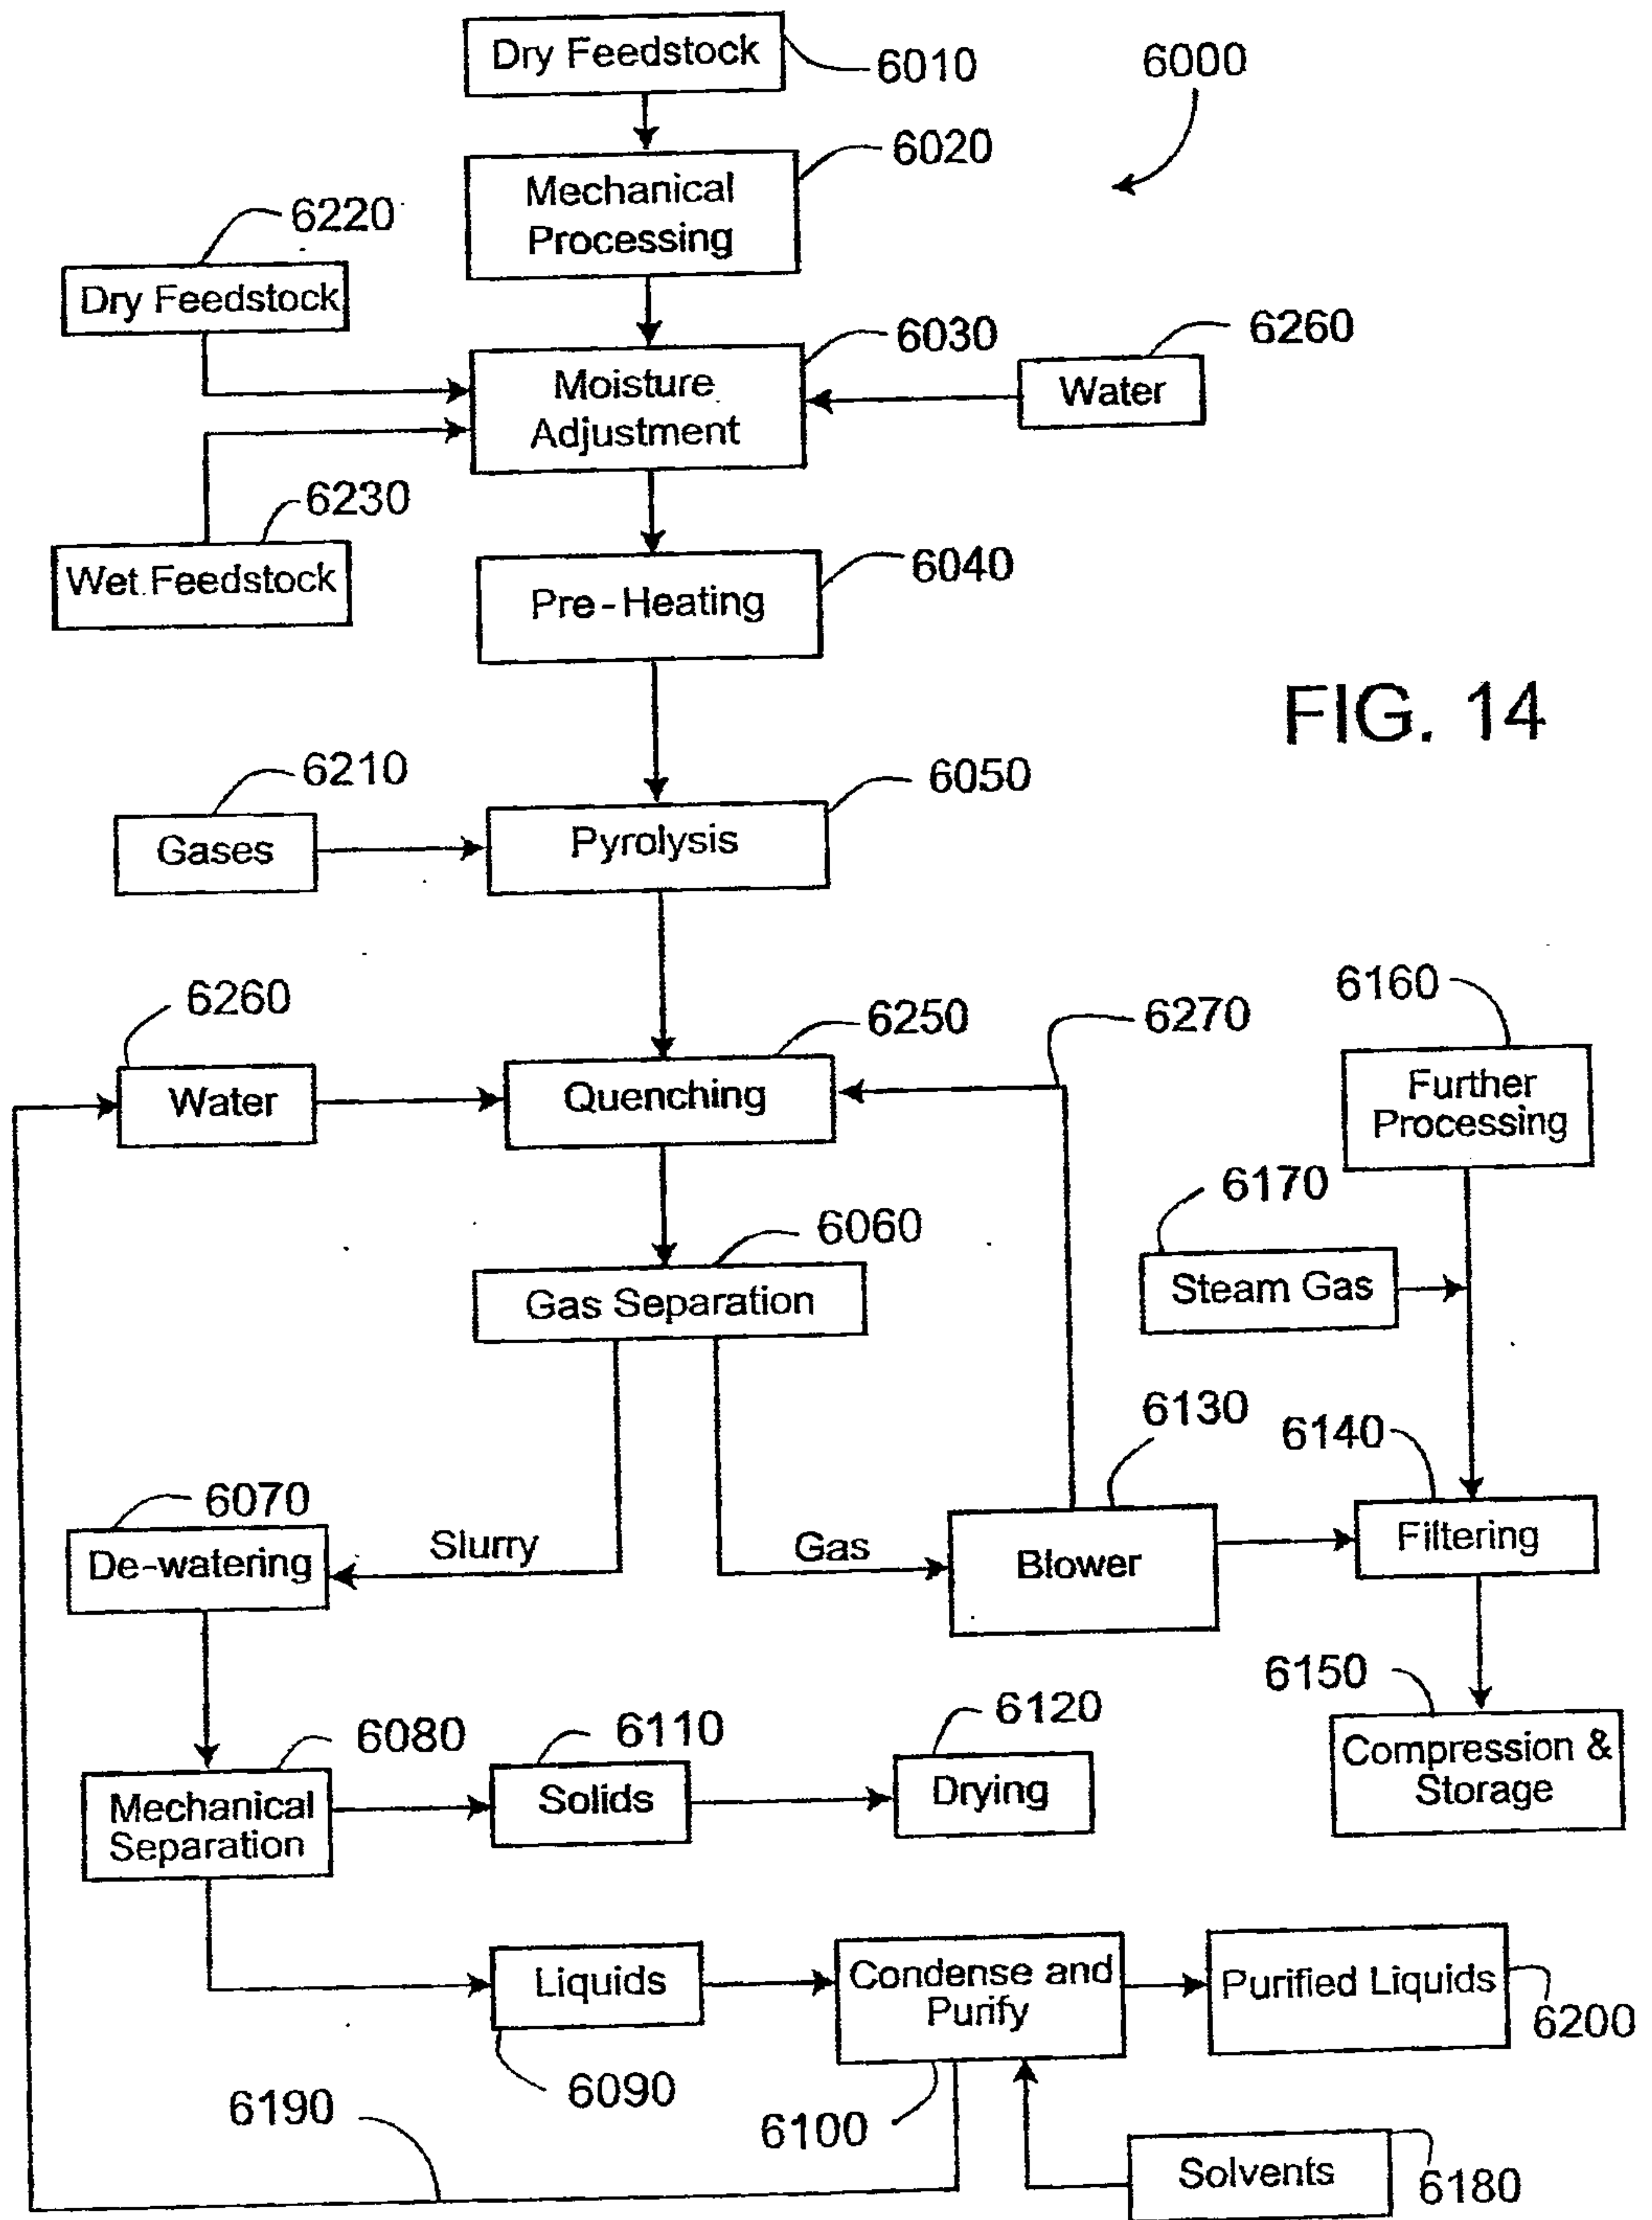 Dry Feedstock
6010
6000
Mechanical
Processing
6020
6220
Dry Feedstock
Moisture
Adjustment
6030
6260
Water
6230
Wet Feedstock
Pre-Heating
6040
FIG. 14
6210
Gases
Pyrolysis
6050
6260
Water
Quenching
6250
6270
6160
Further
Processing
6170
Steam Gas
6060
Gas Separation
6130
6140
6070
De-watering
Slurry
Gas
Blower
Filtering
6150
Compression &
Storage
6080
Mechanical
Separation
6110
Solids
6120
Drying
Liquids
6090
Condense and
Purify
6100
Purified Liquids
6200
6190
Solvents
6180